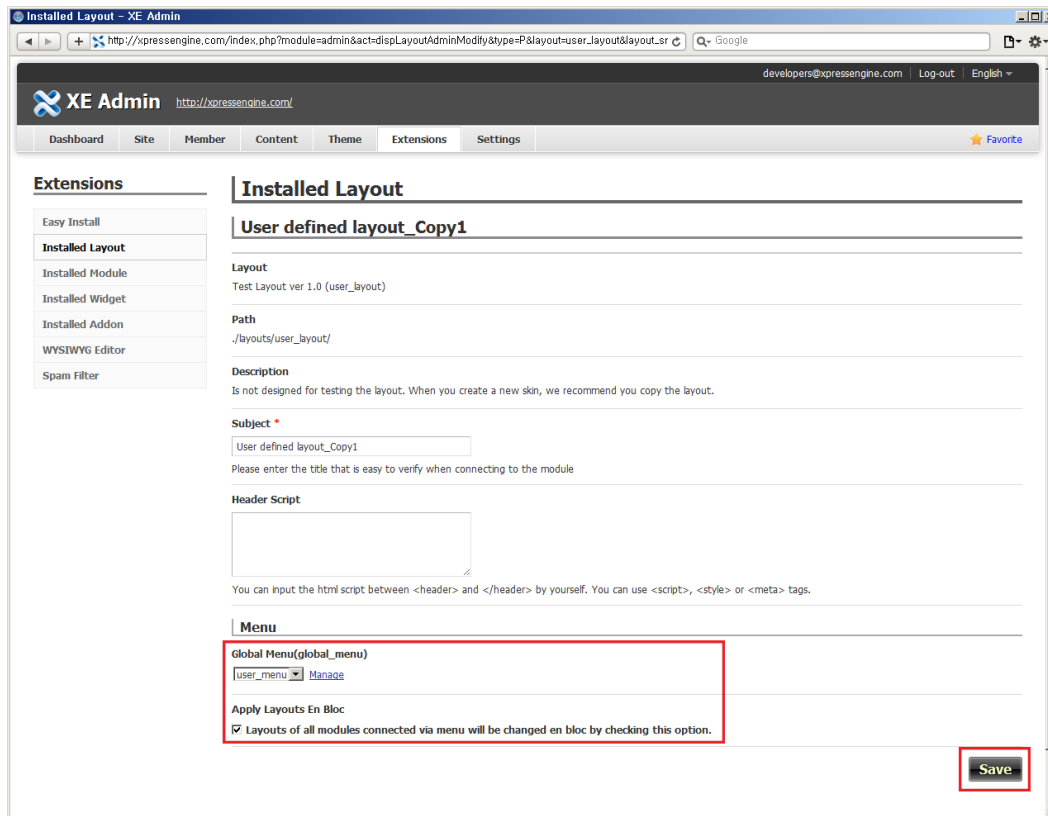 Installed Layout - XE Admin
http://xpressengine.com/index.php?module=admin&act=dispLayoutAdminModify&type=P&layout=user_layout&layout_sr
Google
developers@xpressengine.com | Log-out | English
XE Admin http://xpressengine.com/
Dashboard Site Member Content Theme Extensions Settings Favorite
Extensions
Easy Install
Installed Layout
Installed Module
Installed Widget
Installed Addon
WYSIWYG Editor
Spam Filter
Installed Layout
User defined layout_Copy1
Layout
Test Layout ver 1.0 (user_layout)
Path
./layouts/user_layout/
Description
Is not designed for testing the layout. When you create a new skin, we recommend you copy the layout.
Subject *
User defined layout_Copy1
Please enter the title that is easy to verify when connecting to the module
Header Script
You can input the html script between <header> and </header> by yourself. You can use <script>, <style> or <meta> tags.
Menu
Global Menu(global_menu)
user_menu Manage
Apply Layouts En Bloc
Layouts of all modules connected via menu will be changed en bloc by checking this option.
Save